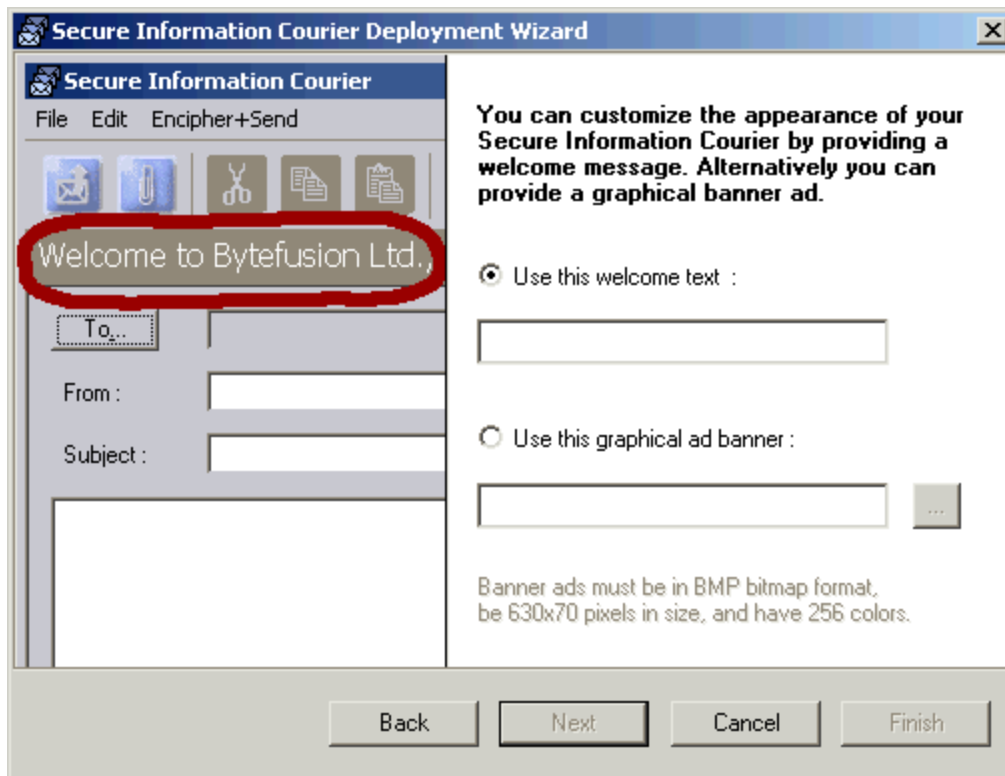 Secure Information Courier Deployment Wizard
Secure Information Courier
File Edit Encipher+Send
Welcome to Bytefusion Ltd.,
To...
From :
Subject :
You can customize the appearance of your
Secure Information Courier by providing a
welcome message. Alternatively you can
provide a graphical banner ad.
Use this welcome text :
Use this graphical ad banner :
...
Banner ads must be in BMP bitmap format,
be 630x70 pixels in size, and have 256 colors.
Back Next Cancel Finish